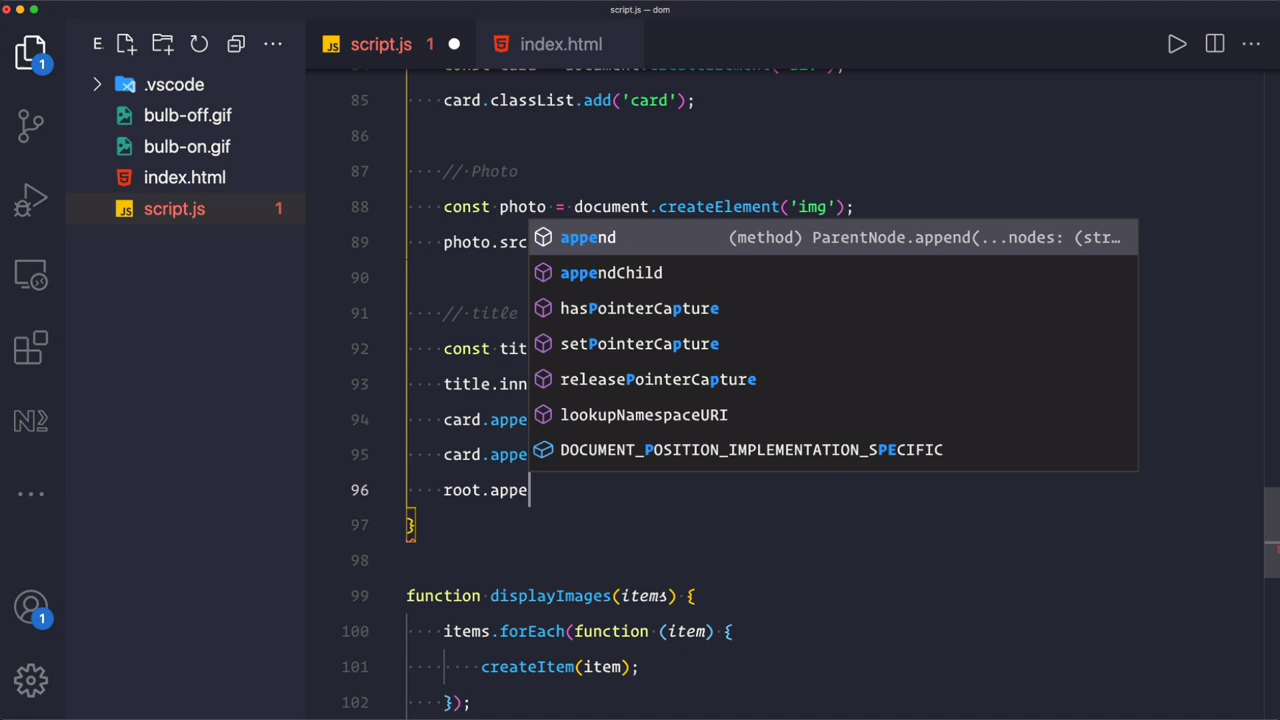 script.js — dom
E
script.js 1
index.html
.vscode
bulb-off.gif
bulb-on.gif
index.html
script.js 1
1
1
85 card.classList.add('card');
86
87 // Photo
88 const photo = document.createElement('img');
89 photo.src
90
91 // title
92 const tit
93 title.inn
94 card.appe
95 card.appe
96 root.appe
97 }
98
99 function displayImages(items) {
100 items.forEach(function (item) {
101 createItem(item);
102 });
append (method) ParentNode.append(...nodes: (str…
appendChild
hasPointerCapture
setPointerCapture
releasePointerCapture
lookupNamespaceURI
DOCUMENT_POSITION_IMPLEMENTATION_SPECIFIC